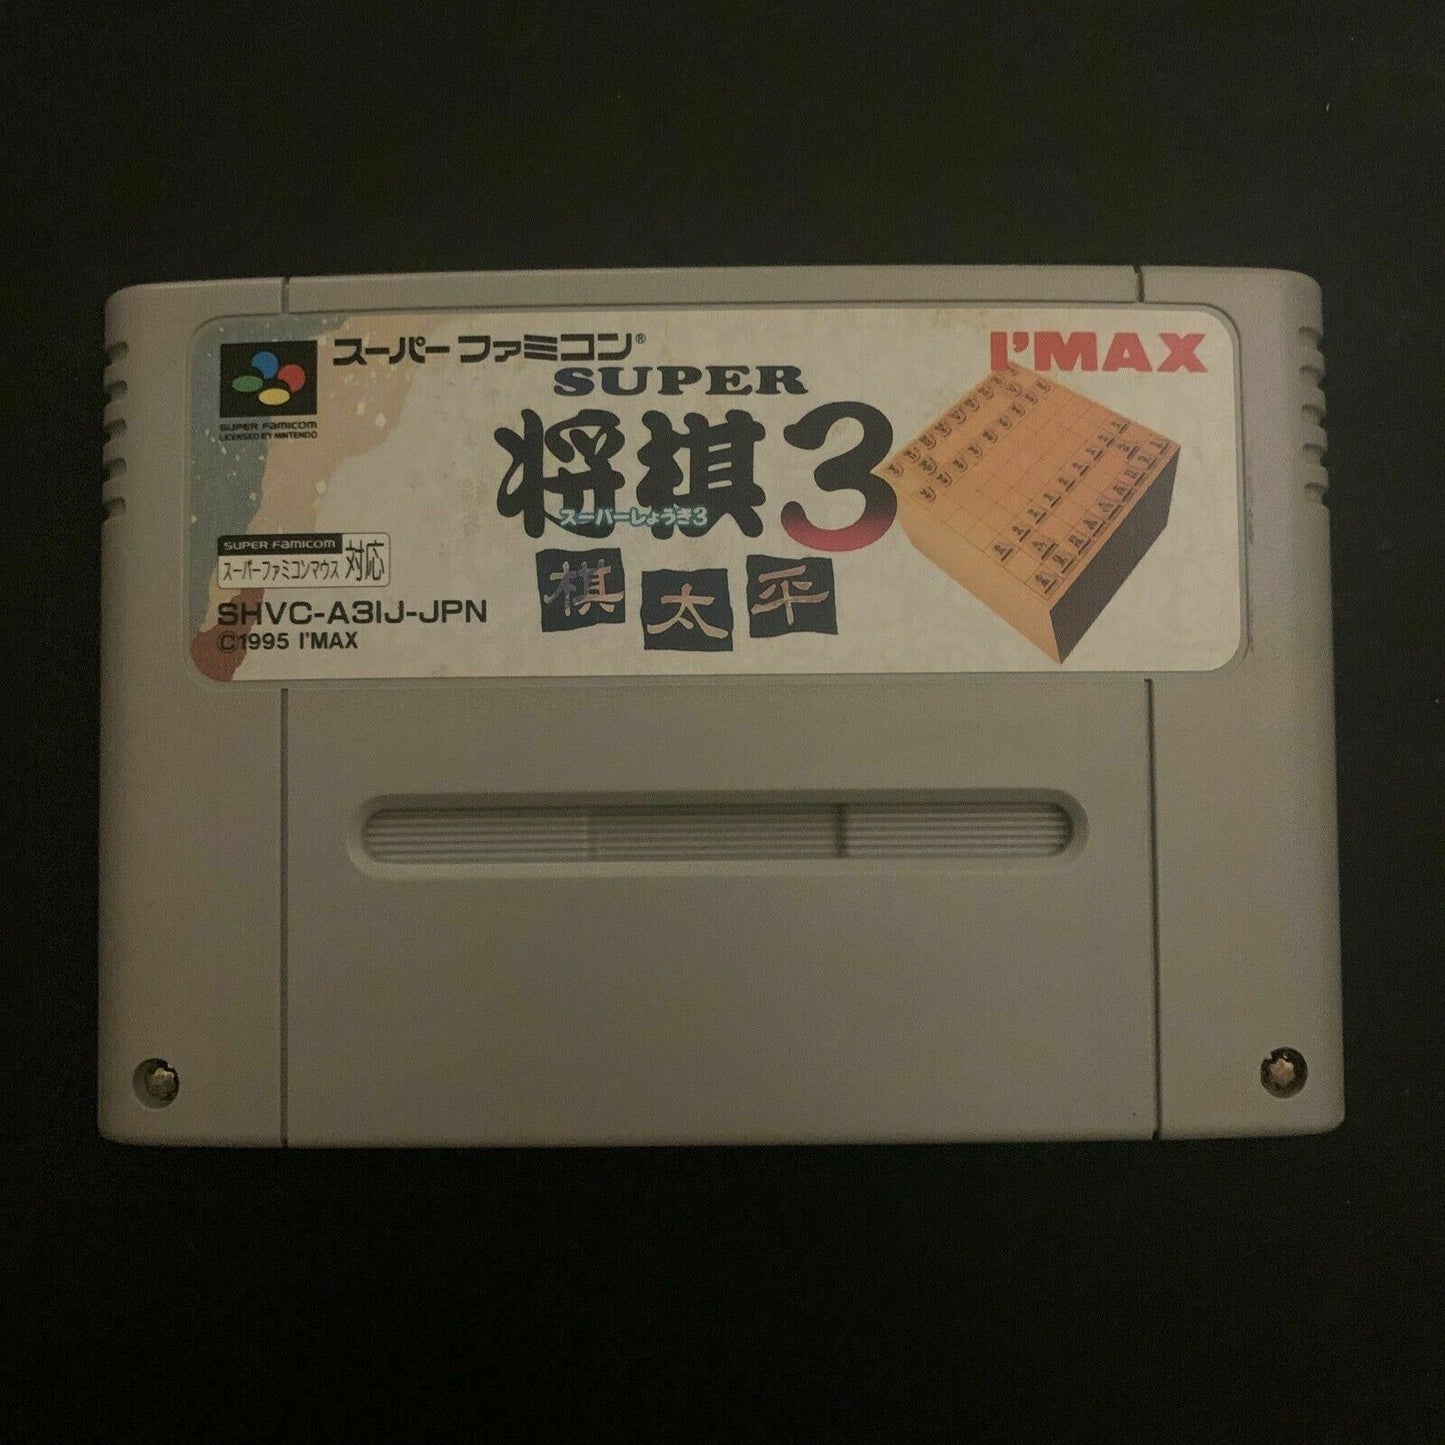 スーパーファミコン®
I'MAX
SUPER
将棋3
スーパーしょうぎ3
棋太平
SUPER FAMICOM
LICENSED BY NINTENDO
SUPER FAMICOM
スーパーファミコンマウス 対応
SHVC-A3IJ-JPN
©1995 I'MAX